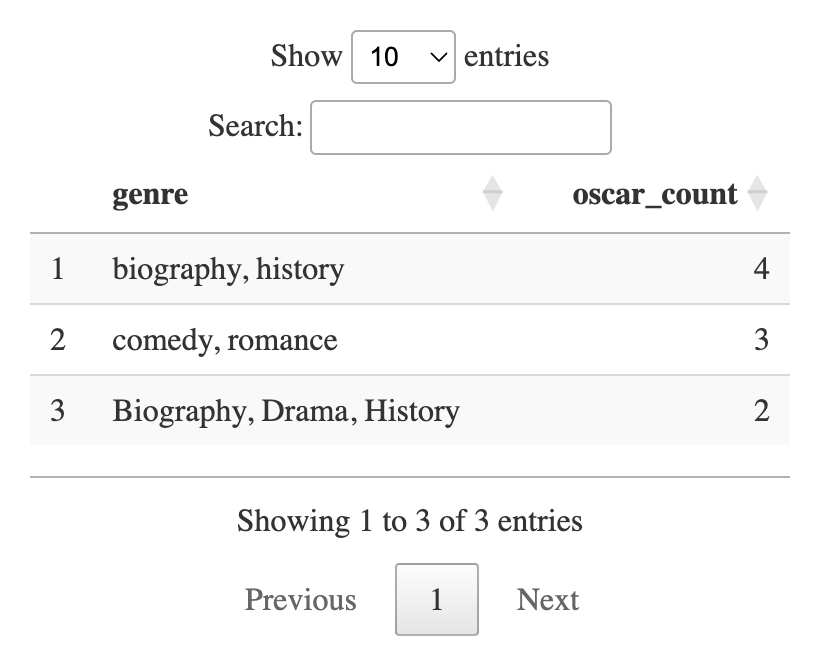 Show 10 entries
Search:
genre oscar_count
1 biography, history 4
2 comedy, romance 3
3 Biography, Drama, History 2
Showing 1 to 3 of 3 entries
Previous 1 Next